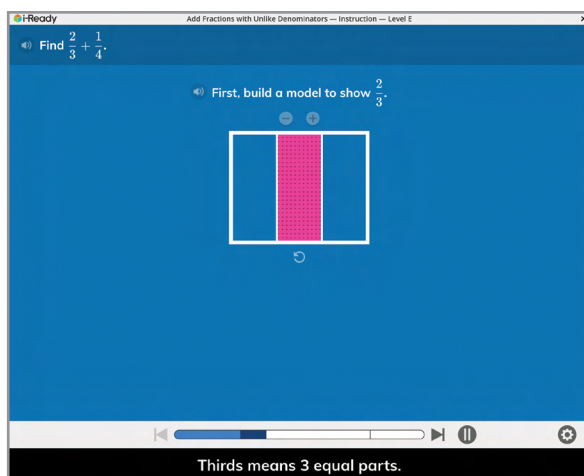 i-Ready
Add Fractions with Unlike Denominators — Instruction — Level E
×
Find 2/3 + 1/4.
First, build a model to show 2/3.
Thirds means 3 equal parts.